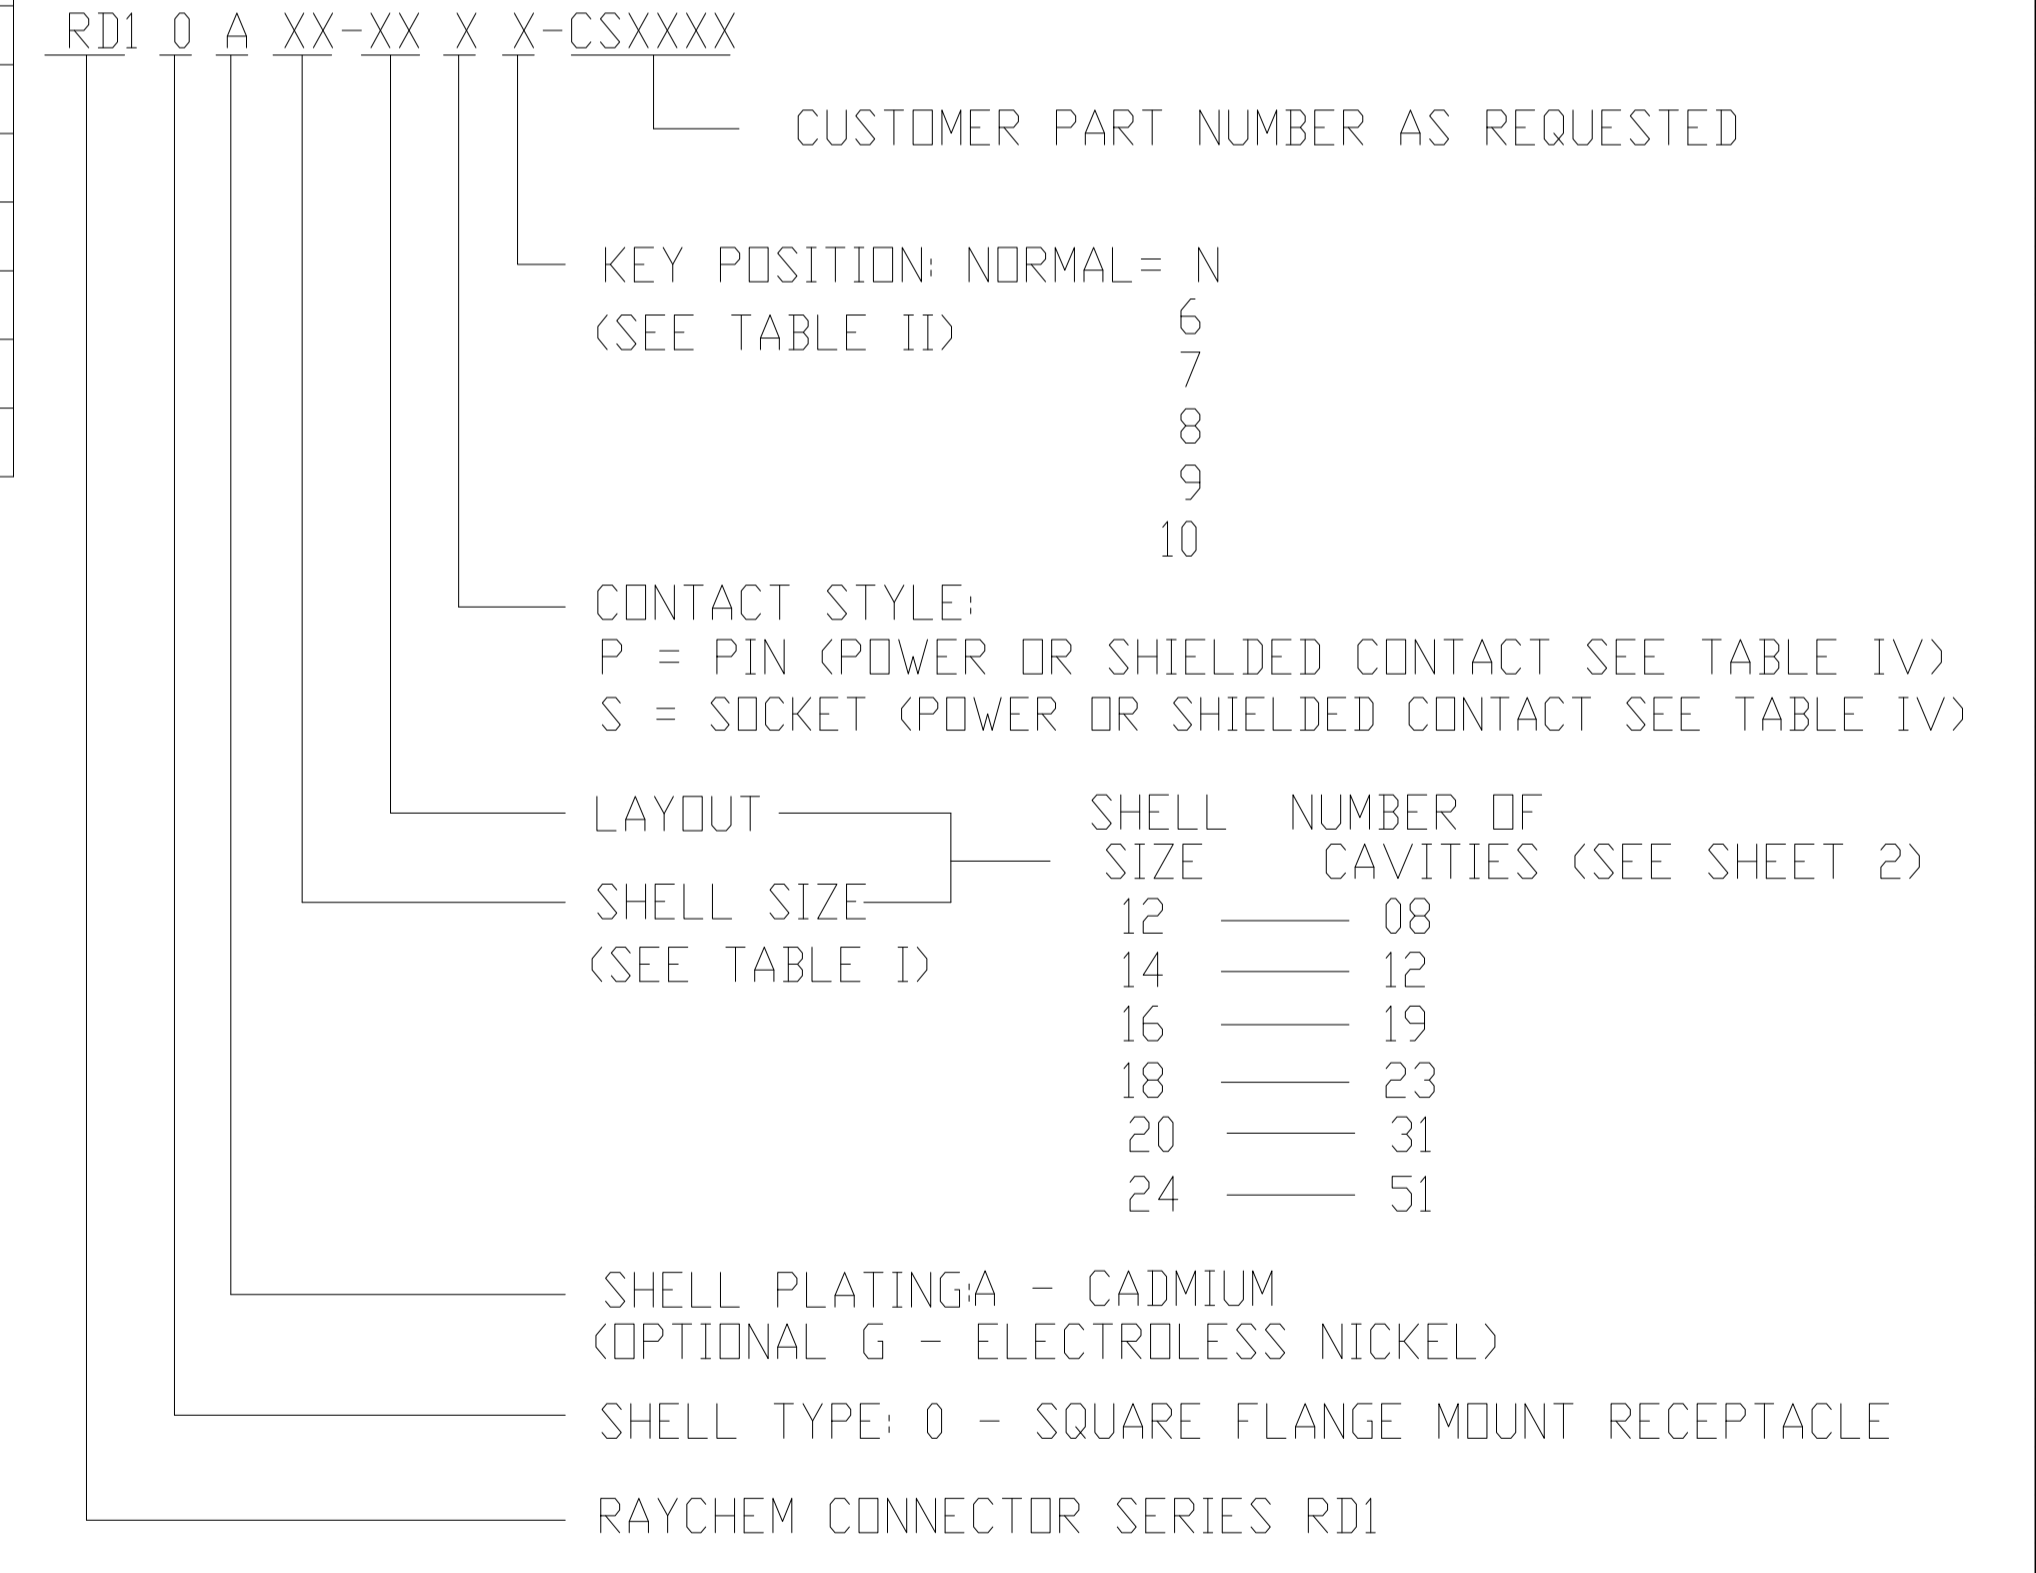 RD1 0 A XX-XX X X-CSXXXX
CUSTOMER PART NUMBER AS REQUESTED
KEY POSITION: NORMAL= N
6
(SEE TABLE II)
7
8
9
10
CONTACT STYLE:
P = PIN (POWER OR SHIELDED CONTACT SEE TABLE IV)
S = SOCKET (POWER OR SHIELDED CONTACT SEE TABLE IV)
LAYOUT
SHELL NUMBER OF
SIZE CAVITIES (SEE SHEET 2)
SHELL SIZE
(SEE TABLE I)
12 08
14 12
16 19
18 23
20 31
24 51
SHELL PLATING:A - CADMIUM
(OPTIONAL G - ELECTROLESS NICKEL)
SHELL TYPE: 0 - SQUARE FLANGE MOUNT RECEPTACLE
RAYCHEM CONNECTOR SERIES RD1